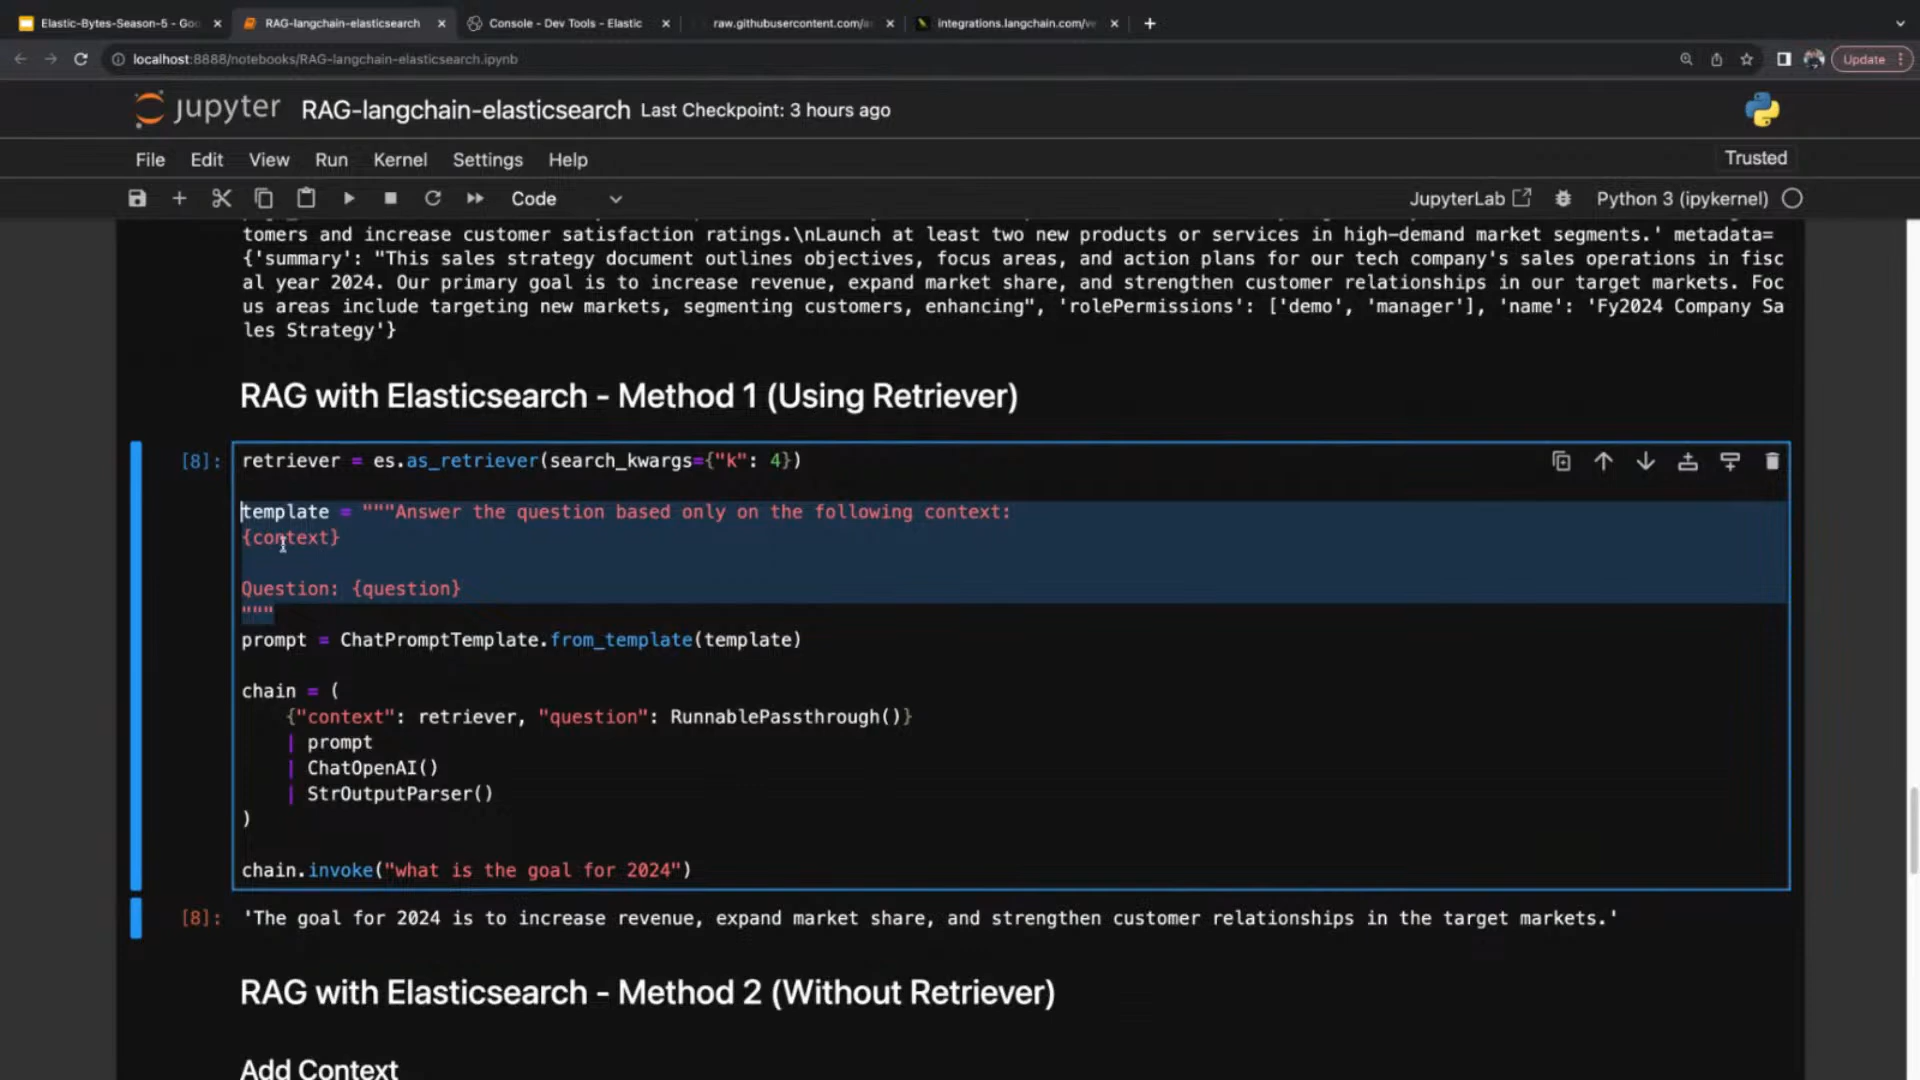 Elastic-Bytes-Season-5 - Goo
RAG-langchain-elasticsearch
Console - Dev Tools - Elastic
raw.githubusercontent.com/
integrations.langchain.com/
localhost:8888/notebooks/RAG-langchain-elasticsearch.ipynb
Update
jupyter RAG-langchain-elasticsearch Last Checkpoint: 3 hours ago
File Edit View Run Kernel Settings Help
Trusted
Code
JupyterLab
Python 3 (ipykernel)
tomers and increase customer satisfaction ratings.\nLaunch at least two new products or services in high-demand market segments.' metadata=
{'summary': "This sales strategy document outlines objectives, focus areas, and action plans for our tech company's sales operations in fisc
al year 2024. Our primary goal is to increase revenue, expand market share, and strengthen customer relationships in our target markets. Foc
us areas include targeting new markets, segmenting customers, enhancing", 'rolePermissions': ['demo', 'manager'], 'name': 'Fy2024 Company Sa
les Strategy'}
RAG with Elasticsearch - Method 1 (Using Retriever)
[8]: retriever = es.as_retriever(search_kwargs={"k": 4})
template = """Answer the question based only on the following context:
{context}
Question: {question}
"""
prompt = ChatPromptTemplate.from_template(template)
chain = (
{"context": retriever, "question": RunnablePassthrough()}
| prompt
| ChatOpenAI()
| StrOutputParser()
)
chain.invoke("what is the goal for 2024")
[8]: 'The goal for 2024 is to increase revenue, expand market share, and strengthen customer relationships in the target markets.'
RAG with Elasticsearch - Method 2 (Without Retriever)
Add Context